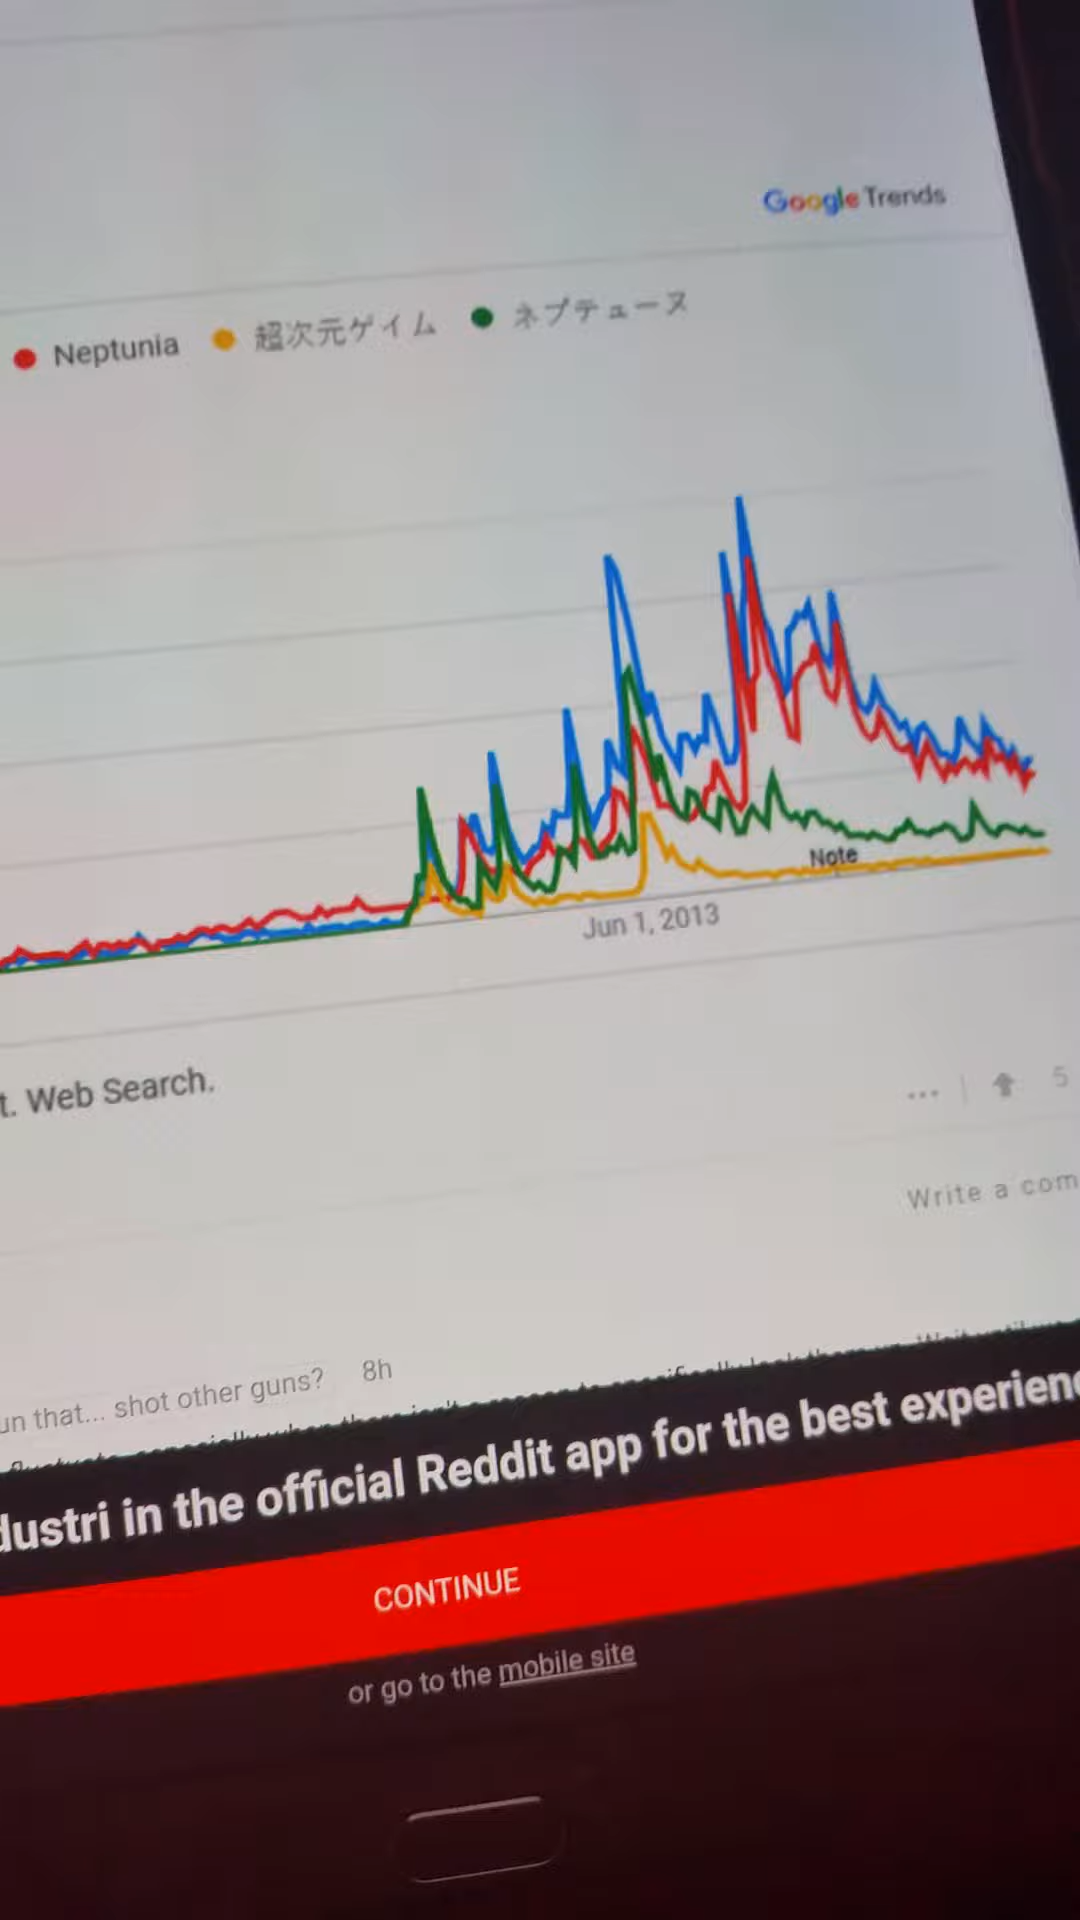 Google Trends
Neptunia 超次元ゲイム ネプテューヌ
Note
Jun 1, 2013
t. Web Search.
... 5
Write a com
un that... shot other guns? 8h
dustri in the official Reddit app for the best experienc
CONTINUE
or go to the mobile site